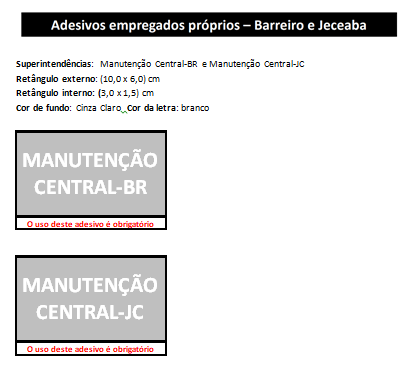 Adesivos empregados próprios – Barreiro e Jeceaba
Superintendências: Manutenção Central-BR e Manutenção Central-JC
Retângulo externo: (10,0 x 6,0) cm
Retângulo interno: (3,0 x 1,5) cm
Cor de fundo: Cinza Claro, Cor da letra: branco
MANUTENÇÃO
CENTRAL-BR
O uso deste adesivo é obrigatório
MANUTENÇÃO
CENTRAL-JC
O uso deste adesivo é obrigatório